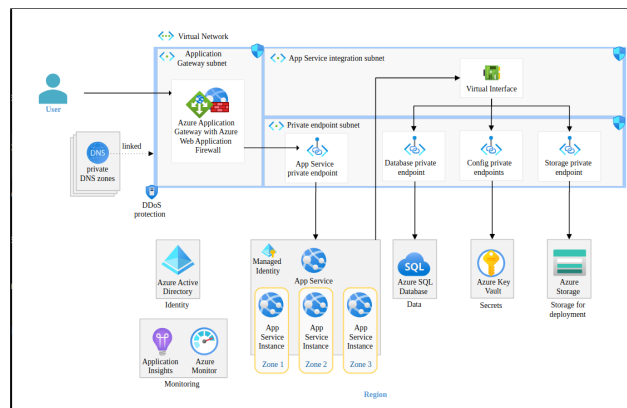 Virtual Network
Application
Gateway subnet
App Service integration subnet
Virtual Interface
User
Azure Application
Gateway with Azure
Web Application
Firewall
Private endpoint subnet
App Service
private endpoint
Database private
endpoint
Config private
endpoints
Storage private
endpoint
DNS
linked
private
DNS zones
DDoS
protection
Azure Active
Directory
Identity
Managed
Identity
App Service
App
Service
Instance
Zone 1
App
Service
Instance
Zone 2
App
Service
Instance
Zone 3
SQL
Azure SQL
Database
Data
Azure Key
Vault
Secrets
Azure
Storage
Storage for
deployment
Application
Insights
Azure
Monitor
Monitoring
Region